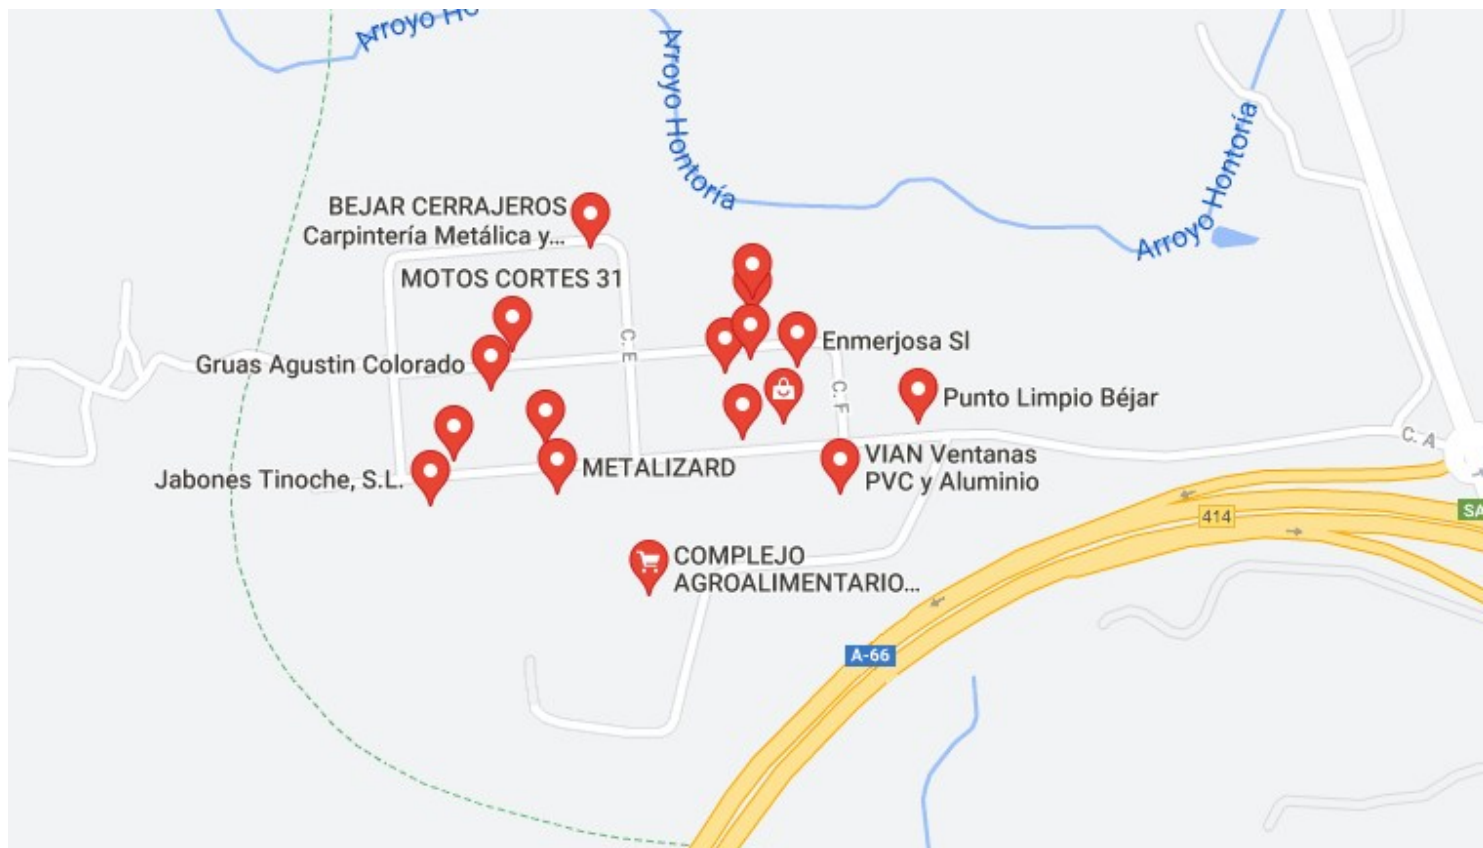 Arroyo Ho
Arroyo Hontoría
Arroyo Hontoría
BEJAR CERRAJEROS
Carpintería Metálica y...
MOTOS CORTES 31
C. E
Enmerjosa Sl
Gruas Agustin Colorado
C. F
Punto Limpio Béjar
C. A
VIAN Ventanas
PVC y Aluminio
METALIZARD
Jabones Tinoche, S.L.
414
SA
COMPLEJO
AGROALIMENTARIO...
A-66